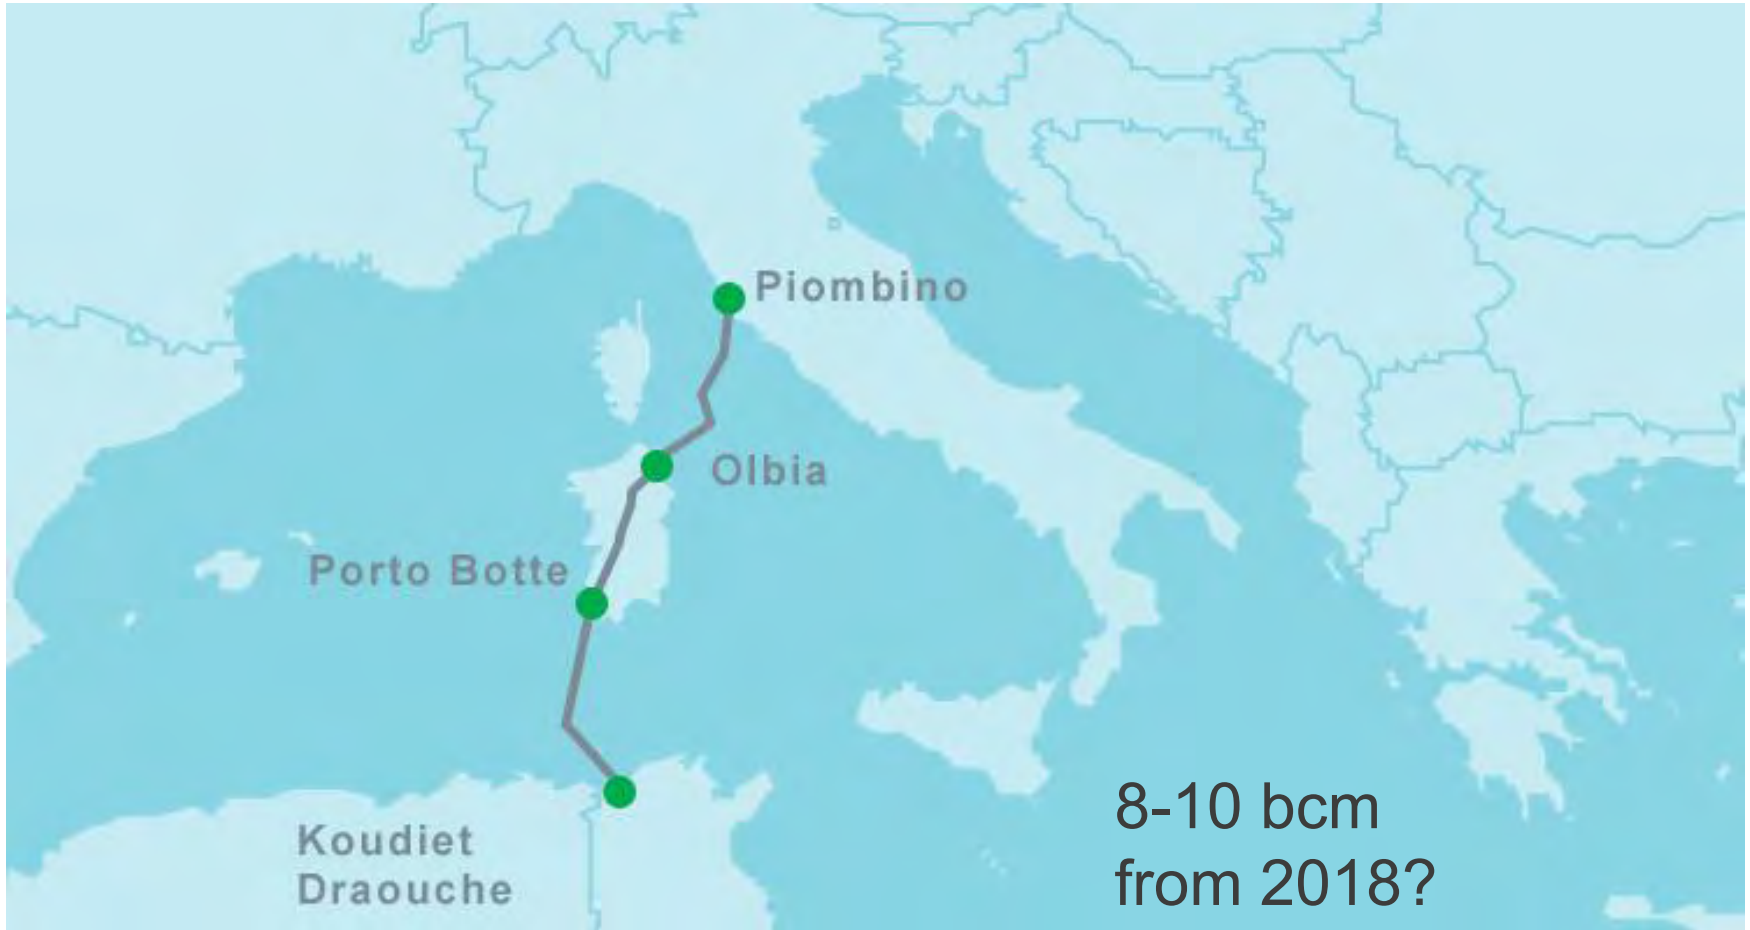 Piombino
Olbia
Porto Botte
Koudiet
Draouche
8-10 bcm
from 2018?